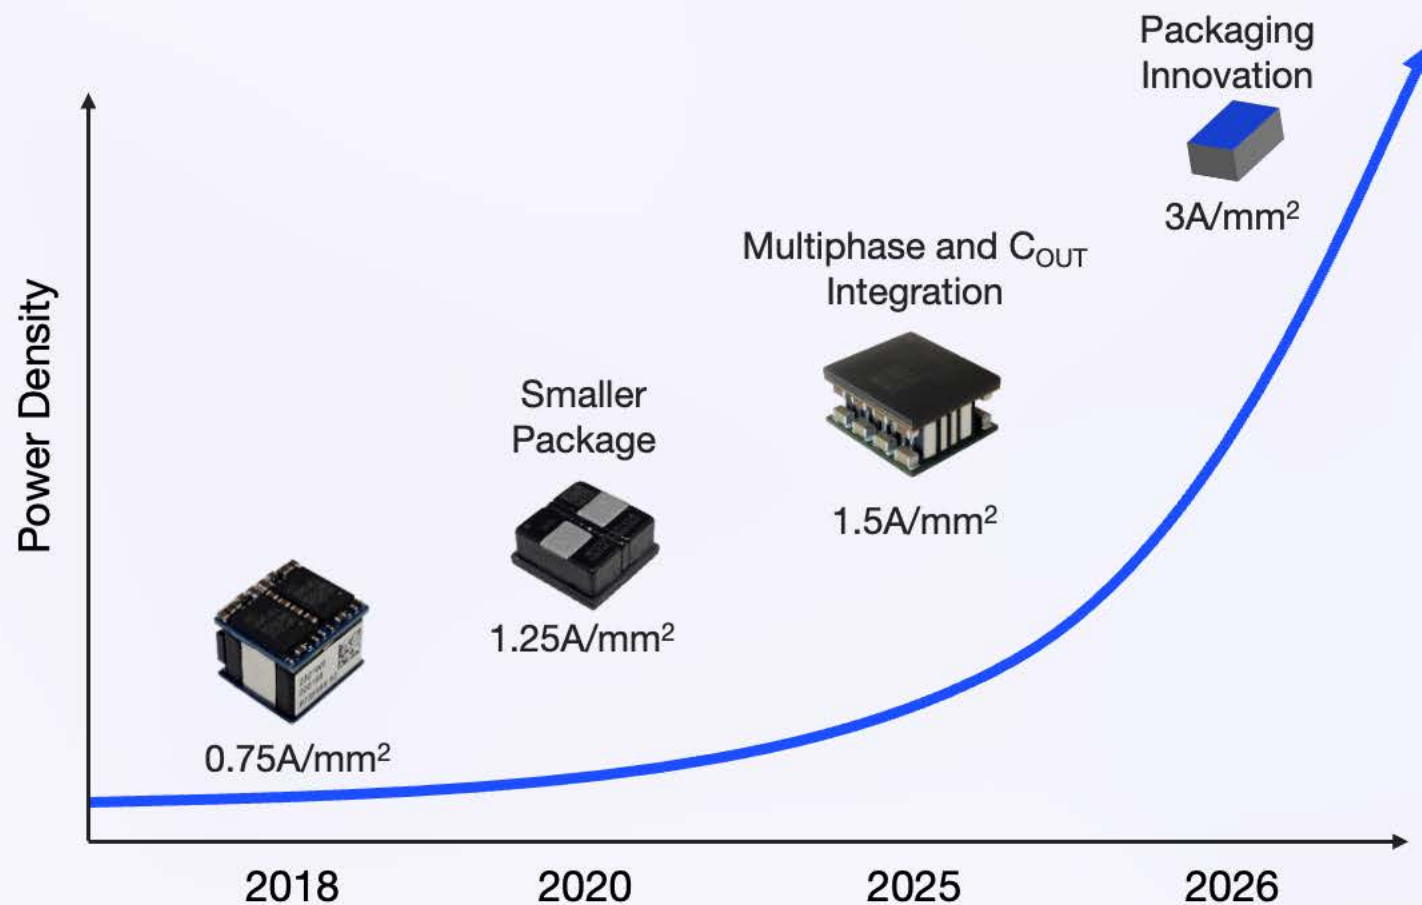 Packaging
Innovation
3A/mm²
Multiphase and C_OUT
Integration
1.5A/mm²
Smaller
Package
1.25A/mm²
0.75A/mm²
Power Density
2018
2020
2025
2026